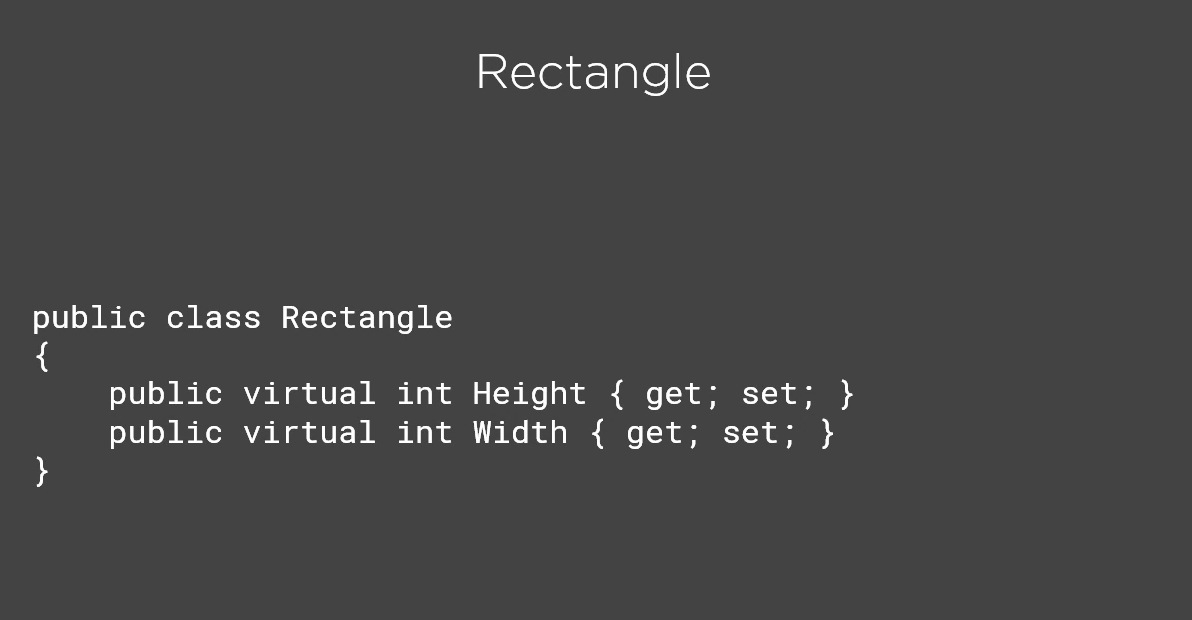 Rectangle
public class Rectangle
{
    public virtual int Height { get; set; }
    public virtual int Width { get; set; }
}